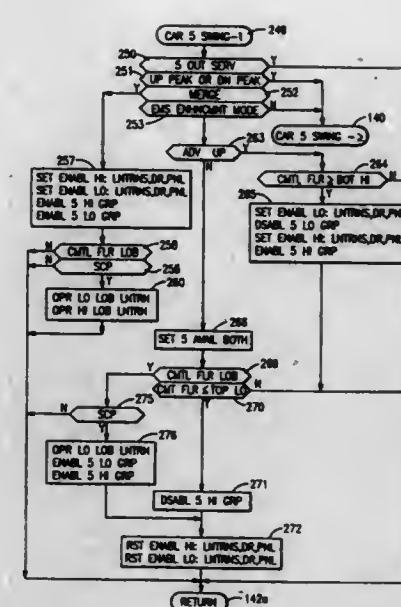 CAR 5 SWING-1
248
250
5 OUT SERV
Y
251
UP PEAK OR DN PEAK
Y
Y
MERGE
252
253
EMS ENHNCMNT MODE
N
140
CAR 5 SWING ->
263
ADV UP
Y
N
257
SET ENABL HI: LNTRNS,DR,PNL
SET ENABL LO: LNTRNS,DR,PNL
ENABL 5 HI GRP
ENABL 5 LO GRP
264
CMTL FLR ≥ BOT HI
N
265
SET ENABL LO: LNTRNS,DR,PNL
DSABL 5 LO GRP
SET ENABL HI: LNTRNS,DR,PNL
ENABL 5 HI GRP
N
CMTL FLR LOB
N
SCP
Y
260
OPR LO LOB LNTRN
OPR HI LOB LNTRN
SET 5 AVAIL BOTH
Y
CMTL FLR LOB
CMT FLR ≤ TOP LO
N
270
Y
N
SCP
275
Y
276
OPR LO LOB LNTRN
ENABL 5 LO GRP
ENABL 5 HI GRP
271
DSABL 5 HI GRP
272
RST ENABL HI: LNTRNS,DR,PNL
RST ENABL LO: LNTRNS,DR,PNL
RETURN
142a